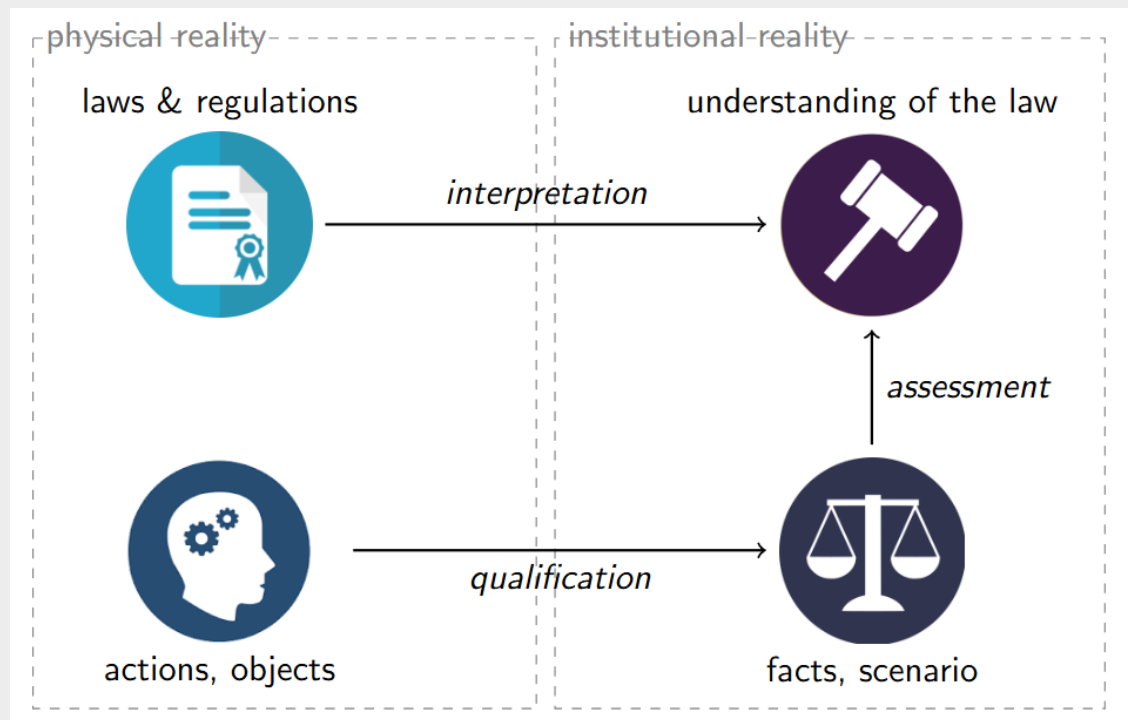 physical reality
institutional reality
laws & regulations
understanding of the law
interpretation
assessment
qualification
actions, objects
facts, scenario